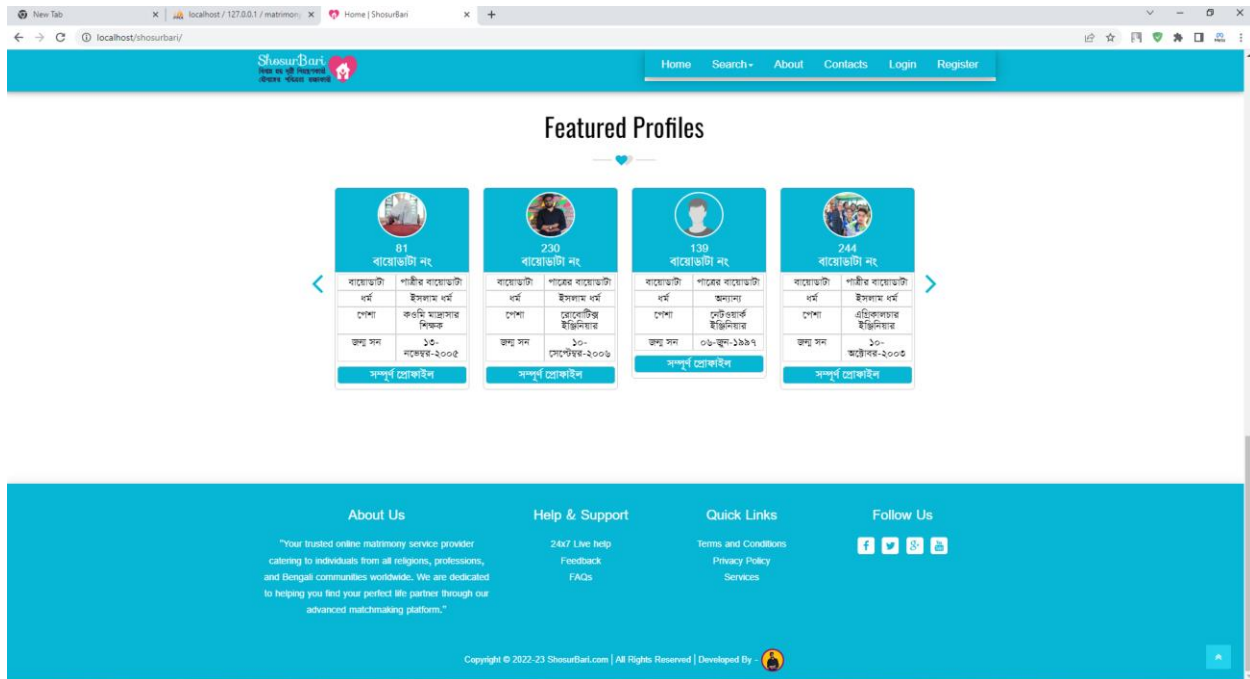 New Tab
localhost / 127.0.0.1 / matrimony
Home | ShosurBari
localhost/shosurbari/
ShosurBari
Home Search About Contacts Login Register
Featured Profiles
81
বায়োডাটা নং
বায়োডাটা পাত্রীর বায়োডাটা
ধর্ম ইসলাম ধর্ম
পেশা কওমি মাদ্রাসার
শিক্ষক
জন্ম সন ১৩-
নভেম্বর-২০০৫
সম্পূর্ণ প্রোফাইল
230
বায়োডাটা নং
বায়োডাটা পাত্রের বায়োডাটা
ধর্ম ইসলাম ধর্ম
পেশা রোবোটিক্স
ইঞ্জিনিয়ার
জন্ম সন ১০-
সেপ্টেম্বর-২০০৬
সম্পূর্ণ প্রোফাইল
139
বায়োডাটা নং
বায়োডাটা পাত্রের বায়োডাটা
ধর্ম অন্যান্য
পেশা নেটওয়ার্ক
ইঞ্জিনিয়ার
জন্ম সন ০৬-জুন-১৯৯৭
সম্পূর্ণ প্রোফাইল
244
বায়োডাটা নং
বায়োডাটা পাত্রীর বায়োডাটা
ধর্ম ইসলাম ধর্ম
পেশা এগ্রিকালচার
ইঞ্জিনিয়ার
জন্ম সন ১০-
অক্টোবর-২০০৩
সম্পূর্ণ প্রোফাইল
About Us
"Your trusted online matrimony service provider
catering to individuals from all religions, professions,
and Bengali communities worldwide. We are dedicated
to helping you find your perfect life partner through our
advanced matchmaking platform."
Help & Support
24x7 Live help
Feedback
FAQs
Quick Links
Terms and Conditions
Privacy Policy
Services
Follow Us
Copyright © 2022-23 ShosurBari.com | All Rights Reserved | Developed By -